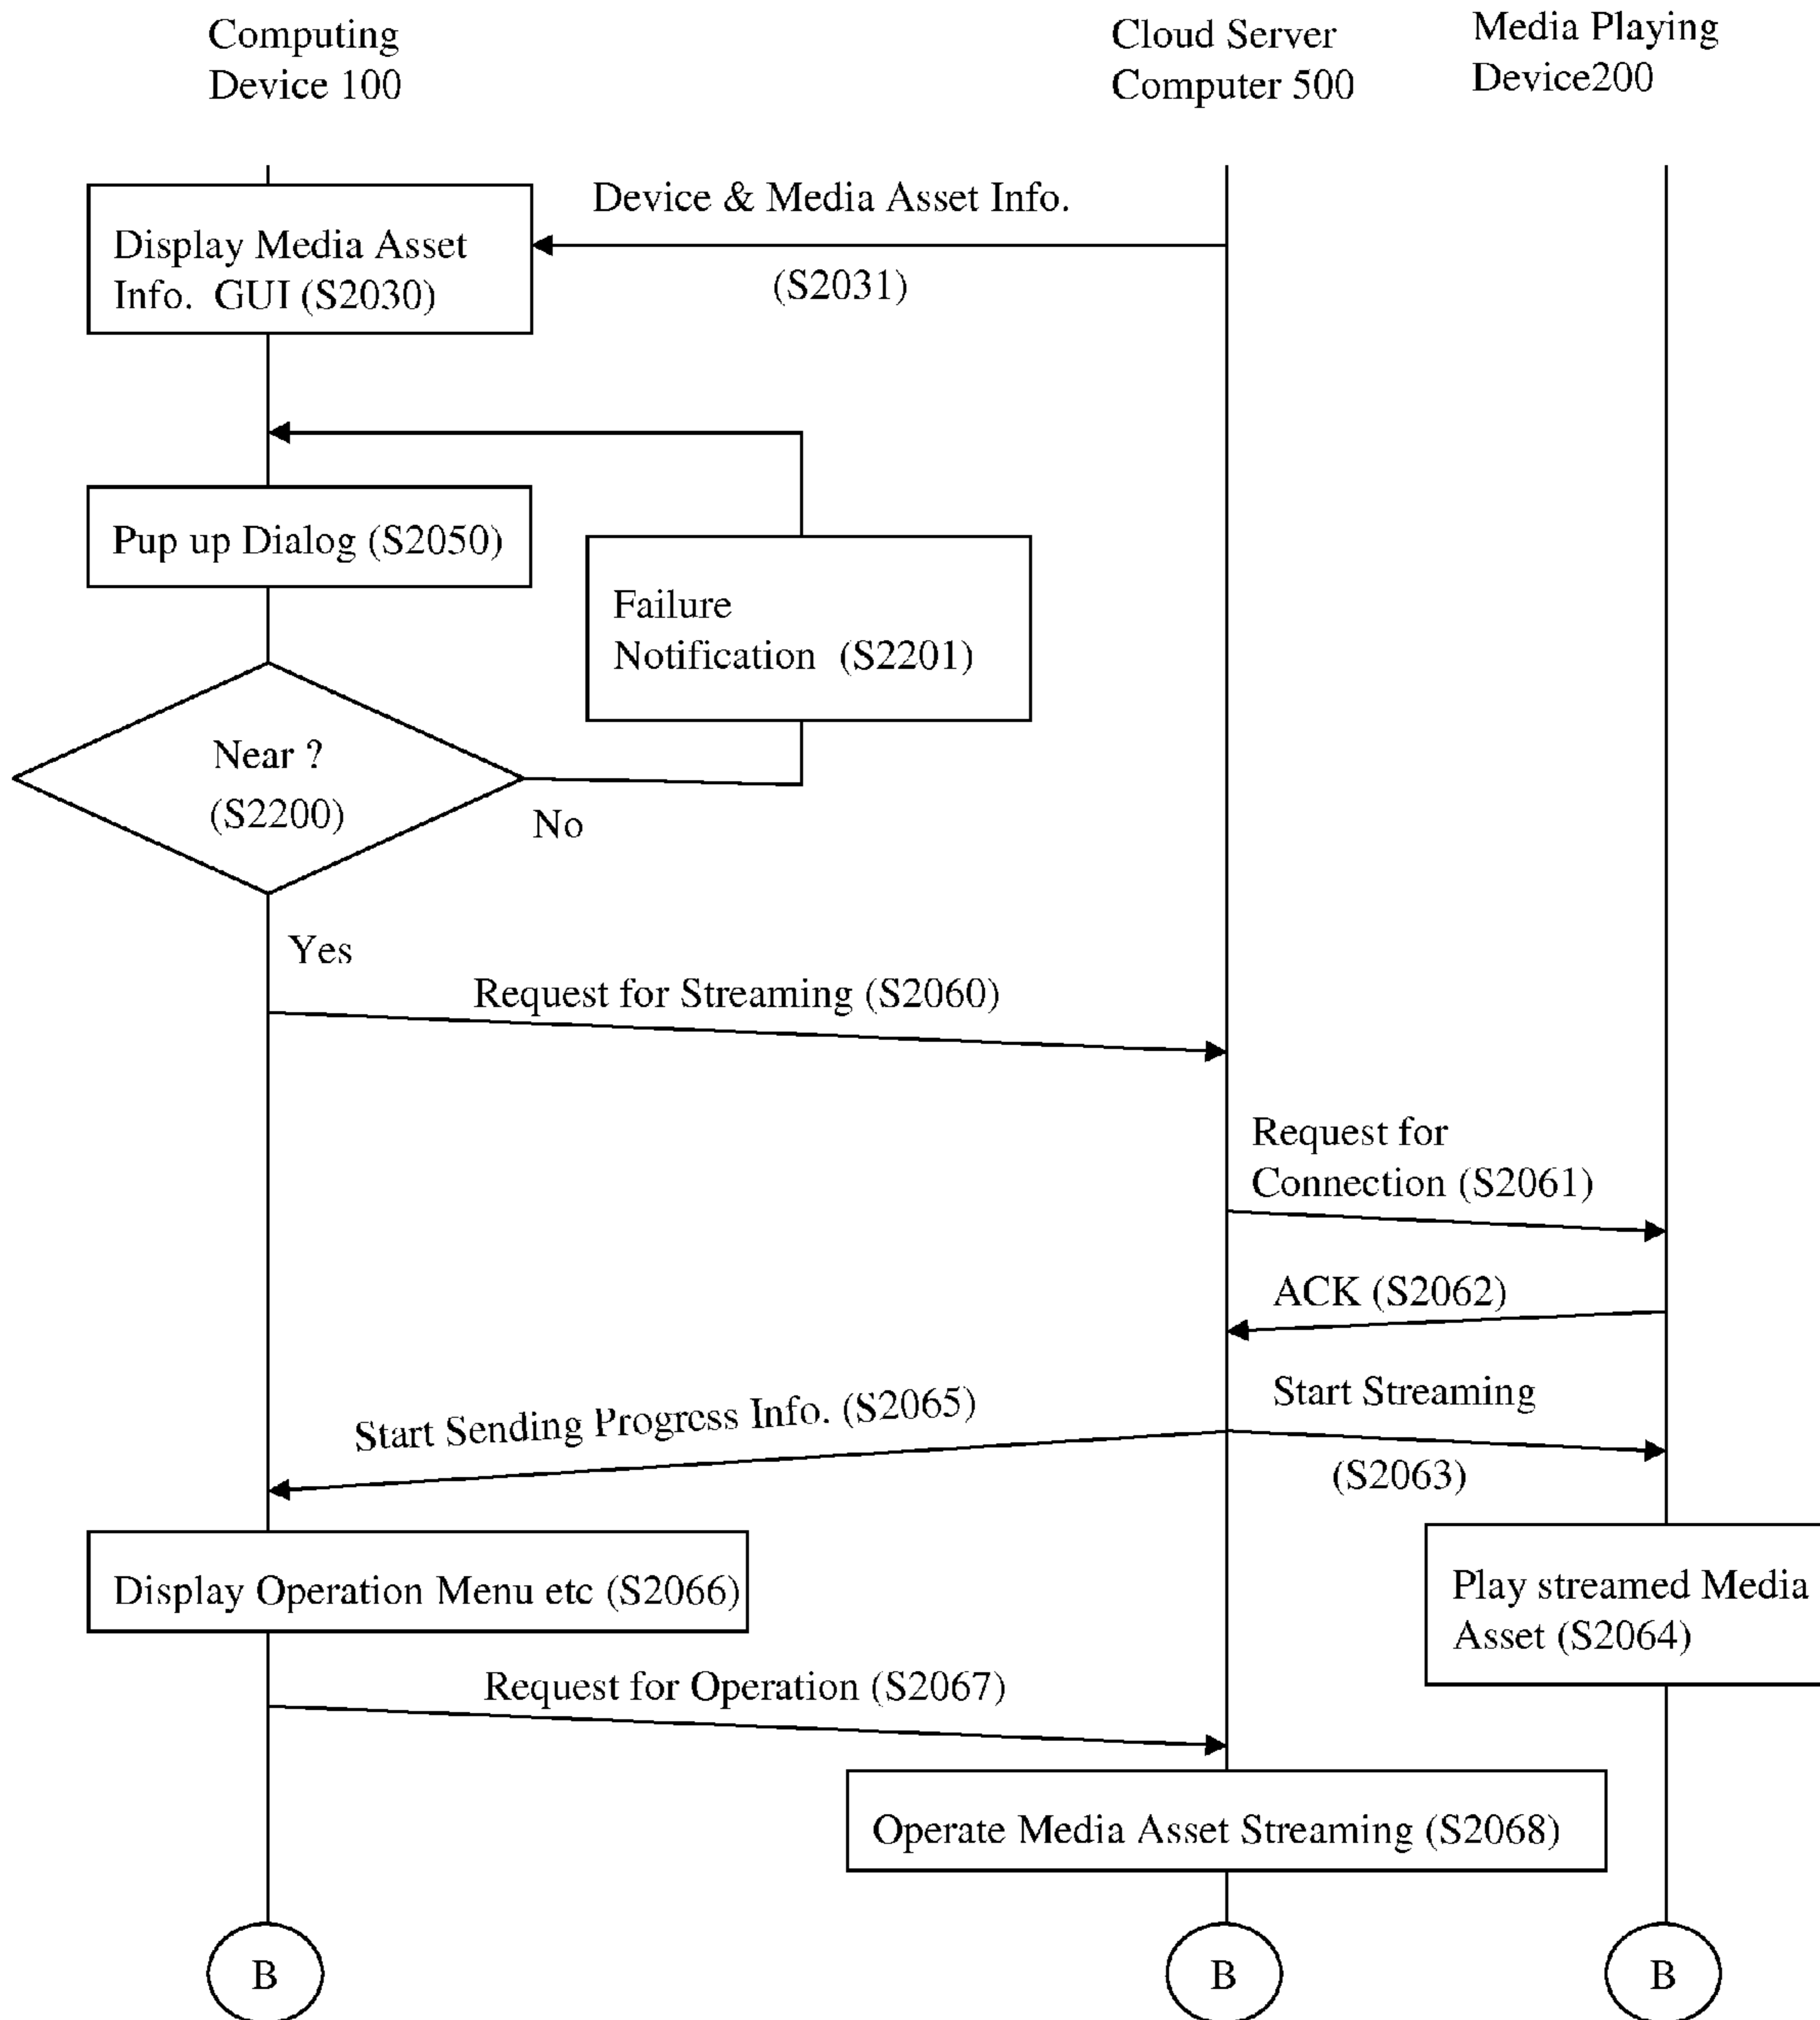 Computing
Device 100
Cloud Server
Computer 500
Media Playing
Device200
Device & Media Asset Info.
(S2031)
Display Media Asset
Info. GUI (S2030)
Pup up Dialog (S2050)
Failure
Notification (S2201)
Near ?
(S2200)
No
Yes
Request for Streaming (S2060)
Request for
Connection (S2061)
ACK (S2062)
Start Streaming
(S2063)
Start Sending Progress Info. (S2065)
Display Operation Menu etc (S2066)
Play streamed Media
Asset (S2064)
Request for Operation (S2067)
Operate Media Asset Streaming (S2068)
B
B
B